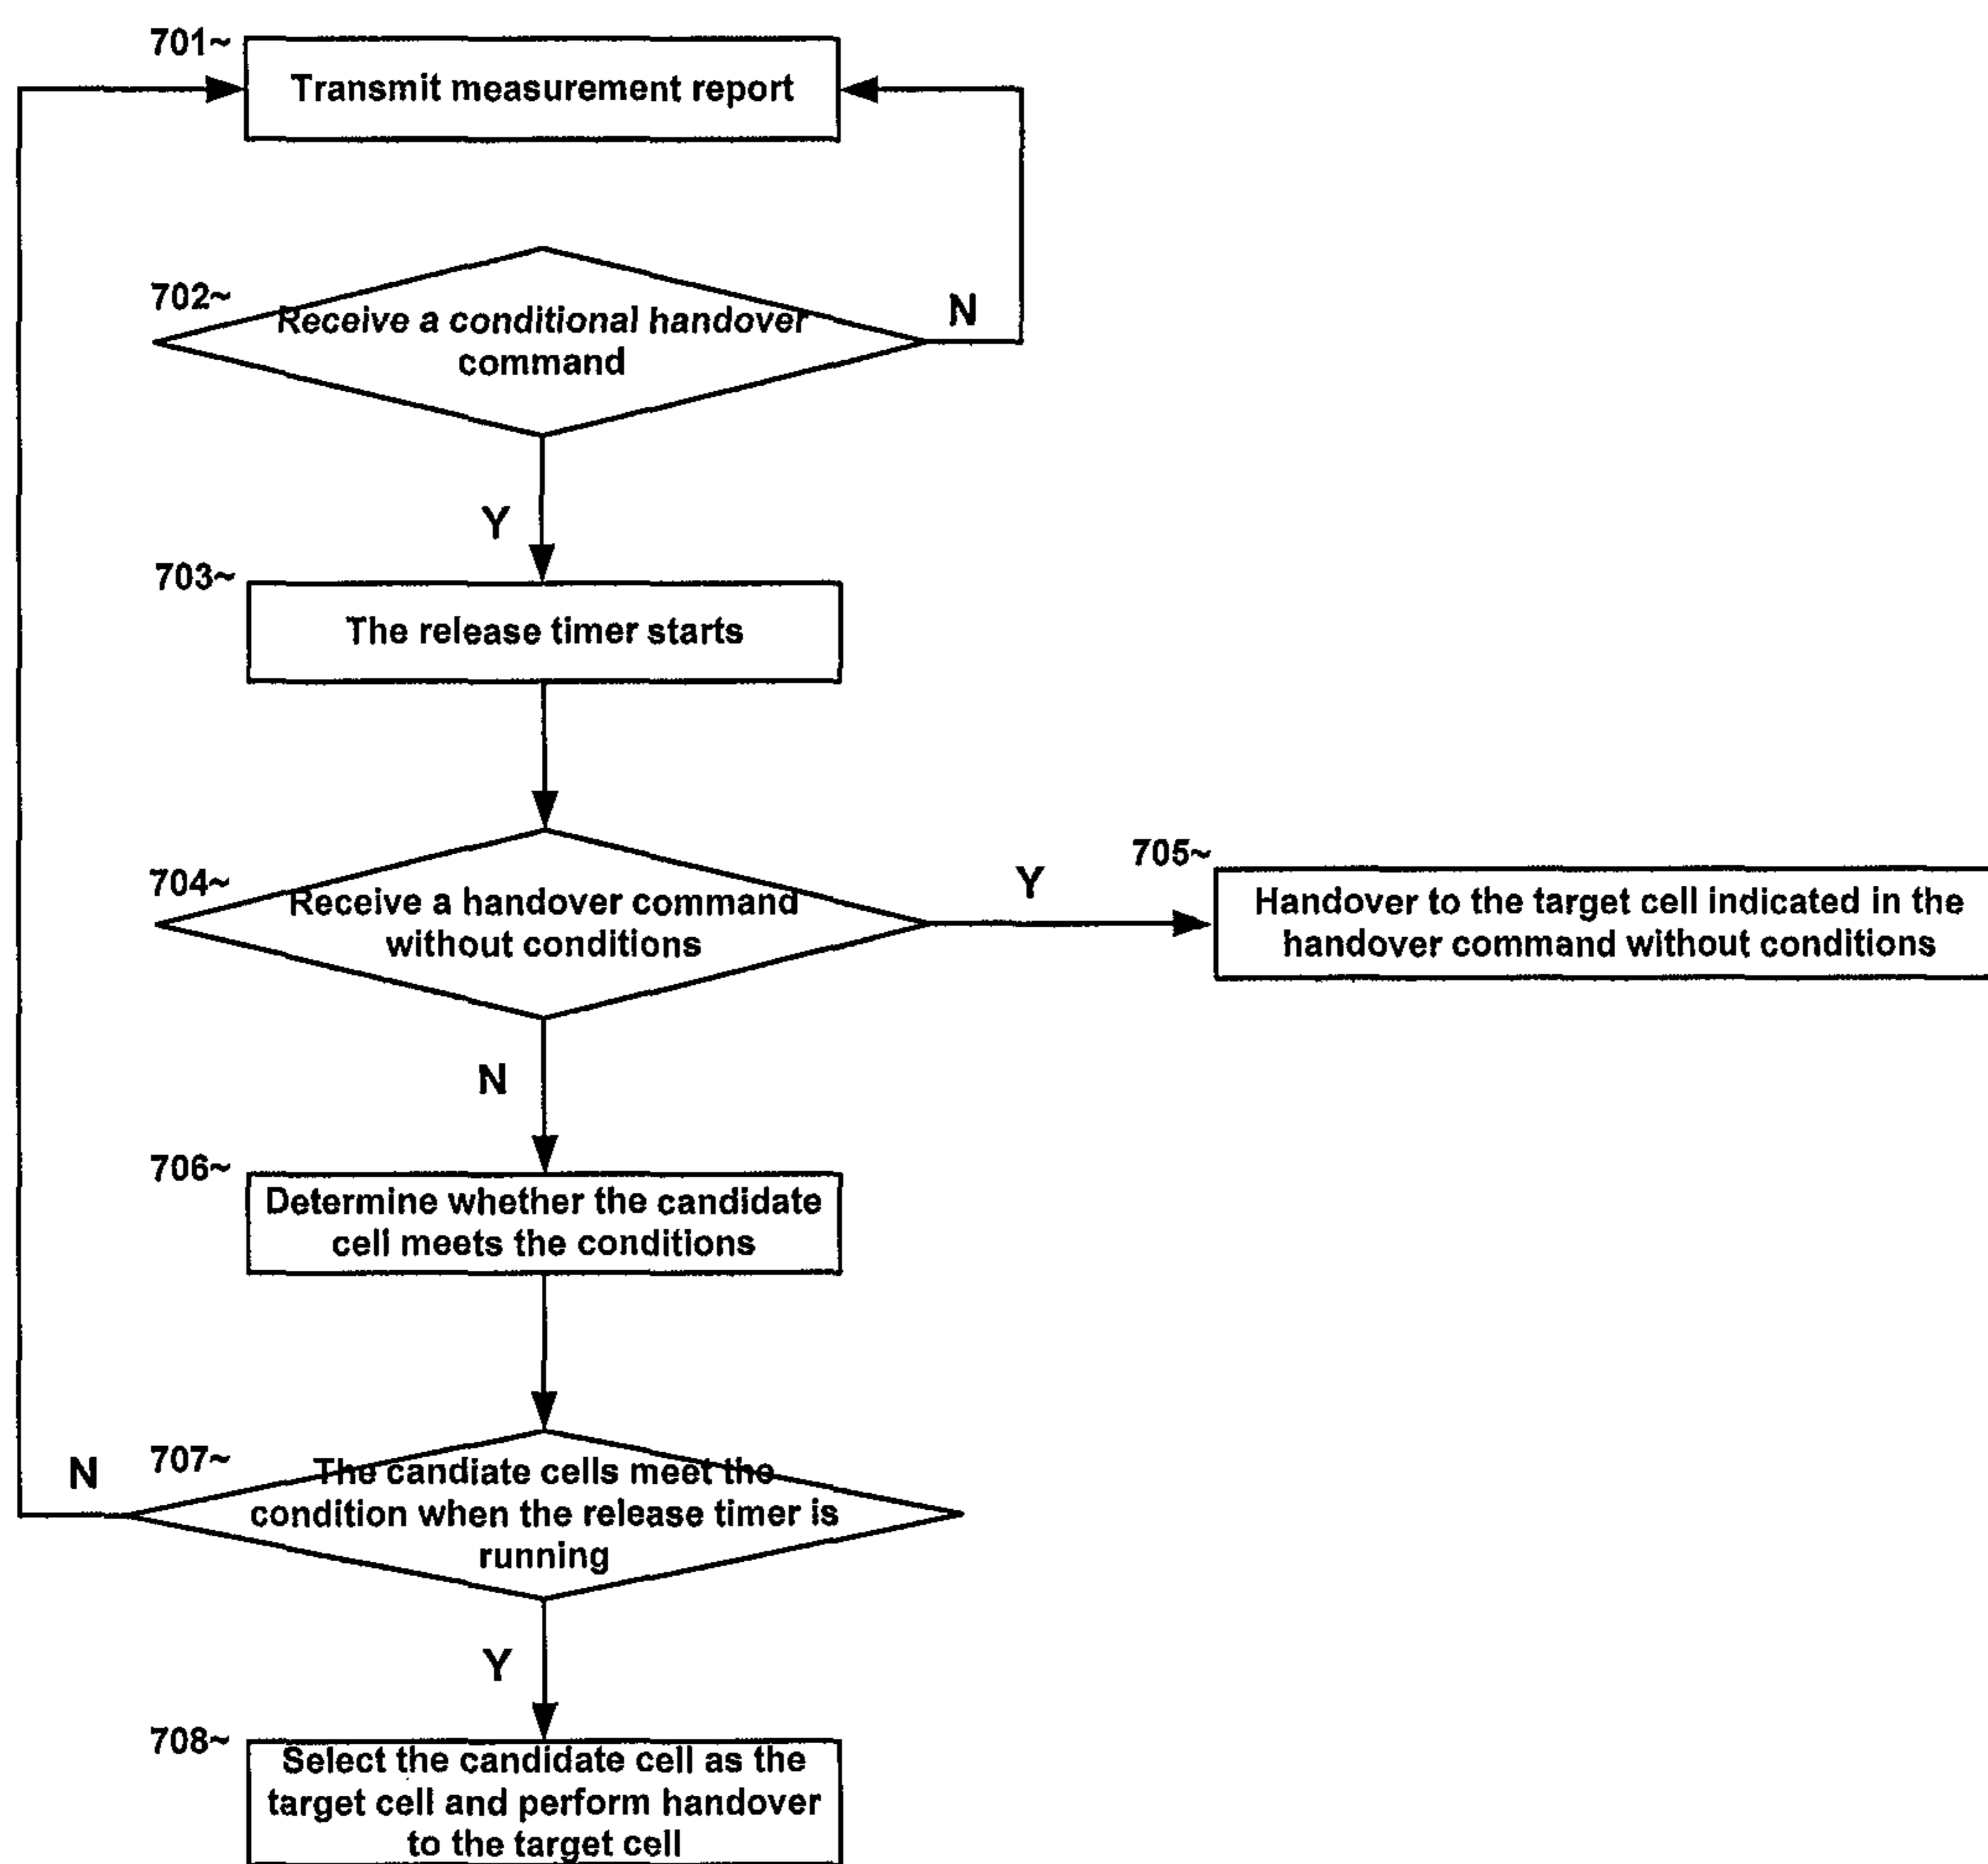 701~
Transmit measurement report
702~
Receive a conditional handover
command
N
Y
703~
The release timer starts
704~
Receive a handover command
without conditions
Y
705~
Handover to the target cell indicated in the
handover command without conditions
N
706~
Determine whether the candidate
cell meets the conditions
N
707~
The candiate cells meet the
condition when the release timer is
running
Y
708~
Select the candidate cell as the
target cell and perform handover
to the target cell